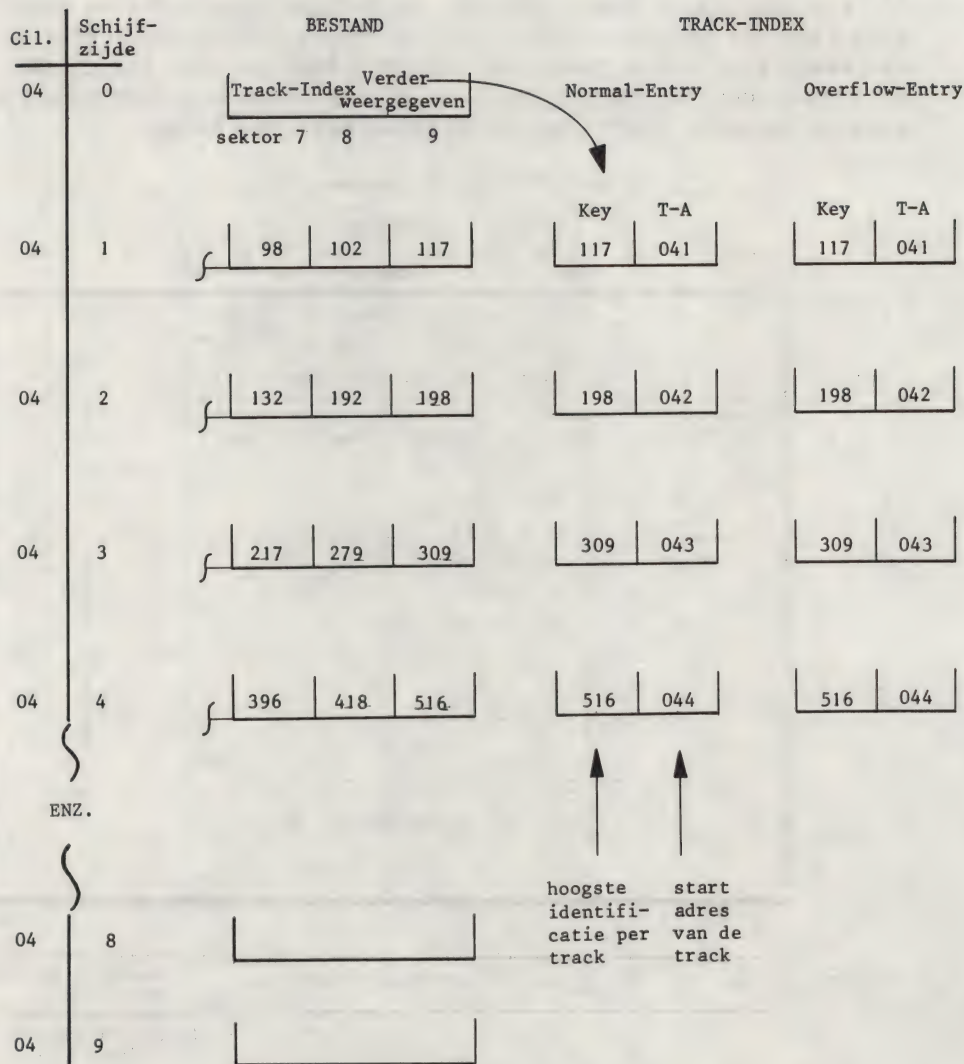 BESTAND TRACK-INDEX
Cil. Schijf-
zijde
04 0 Track-Index Verder Normal-Entry Overflow-Entry
weergegeven
sektor 7 8 9
Key T-A Key T-A
04 1 98 102 117 117 041 117 041
04 2 132 192 198 198 042 198 042
04 3 217 279 309 309 043 309 043
04 4 396 418 516 516 044 516 044
ENZ.
hoogste start
identifi- adres
catie per van de
track track
04 8
04 9